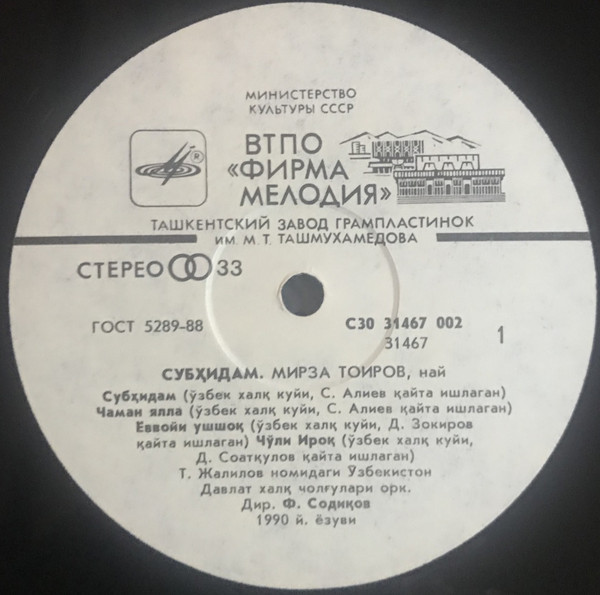 МИНИСТЕРСТВО
КУЛЬТУРЫ СССР
ВТПО
«ФИРМА
МЕЛОДИЯ»
®
ТАШКЕНТСКИЙ ЗАВОД ГРАМПЛАСТИНОК
ИМ. М. Т. ТАШМУХАМЕДОВА
СТЕРЕО 33
ГОСТ 5289-88
С30 31467 002
31467
1
СУБҲИДАМ. МИРЗА ТОИРОВ, най
Субҳидам (ўзбек халқ куйи, С. Алиев қайта ишлаган)
Чаман ялла (ўзбек халқ куйи, С. Алиев қайта ишлаган)
Ёввойи ушшоқ (ўзбек халқ куйи, Д. Зокиров
қайта ишлаган) Чўли Ироқ (ўзбек халқ куйи,
Д. Соатқулов қайта ишлаган)
Т. Жалилов номидаги Ўзбекистон
Давлат халқ чолғулари орк.
Дир. Ф. Содиқов
1990 й. ёзуви